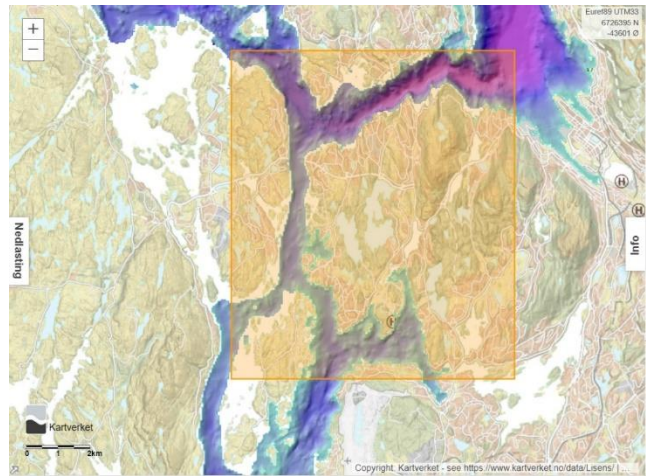 +
Euref89 UTM33
6726395 N
-43601 Ø
−
H
H
Nedlasting
Info
H
Kartverket
0 1 2km
Copyright: Kartverket - see https://www.kartverket.no/data/Lisens/ | ...